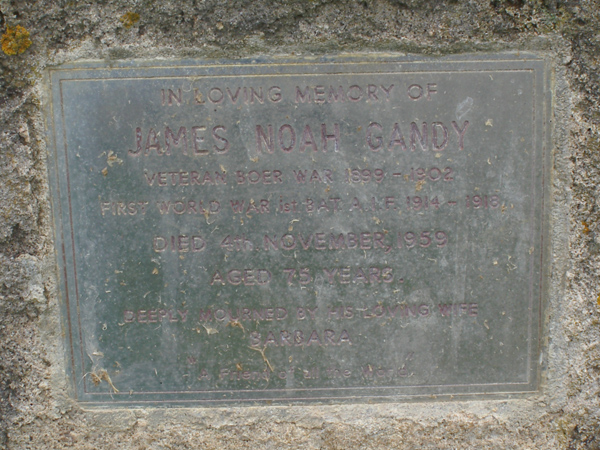 IN LOVING MEMORY OF
JAMES NOAH GANDY
VETERAN BOER WAR 1899 - 1902
FIRST WORLD WAR 1st BAT. A.I.F. 1914 - 1918
DIED 4TH NOVEMBER, 1959
AGED 75 YEARS
DEEPLY MOURNED BY HIS LOVING WIFE
BARBARA